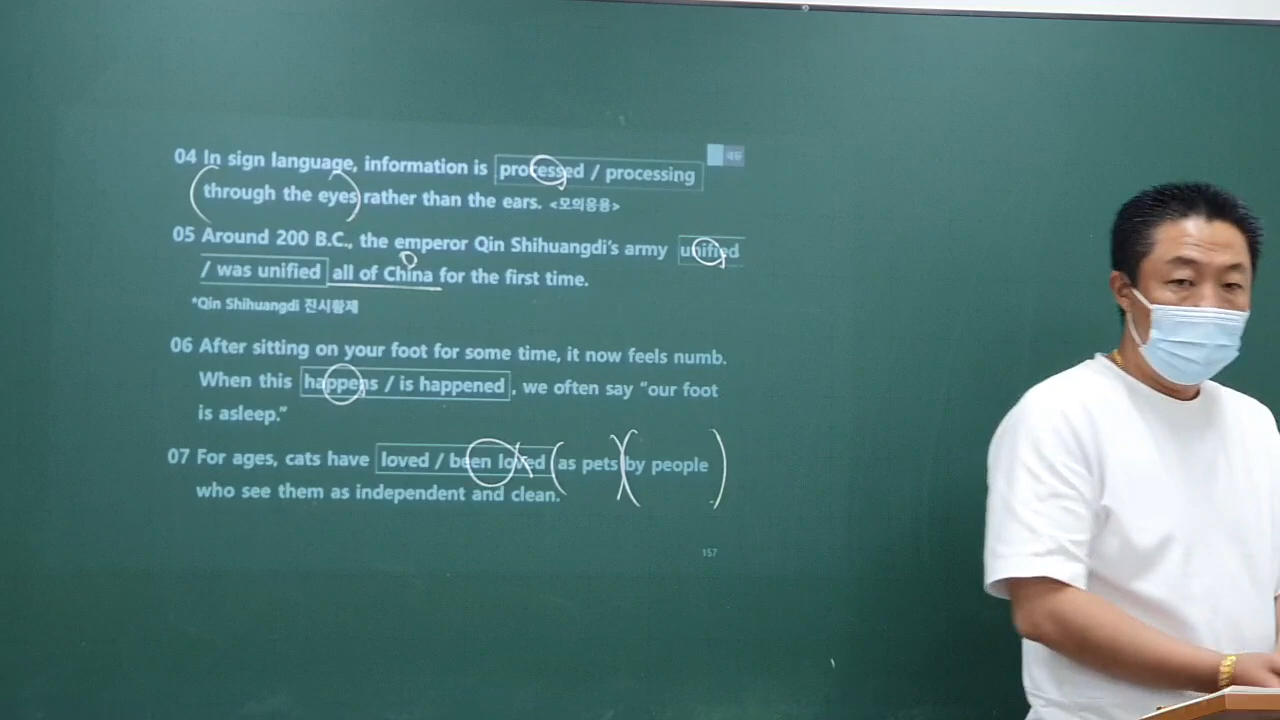 04 In sign language, information is processed / processing
through the eyes rather than the ears. <모의응용>
05 Around 200 B.C., the emperor Qin Shihuangdi's army unified
/ was unified all of China for the first time.
*Qin Shihuangdi 진시황제
06 After sitting on your foot for some time, it now feels numb.
When this happens / is happened, we often say "our foot
is asleep."
07 For ages, cats have loved / been loved as pets by people
who see them as independent and clean.
157